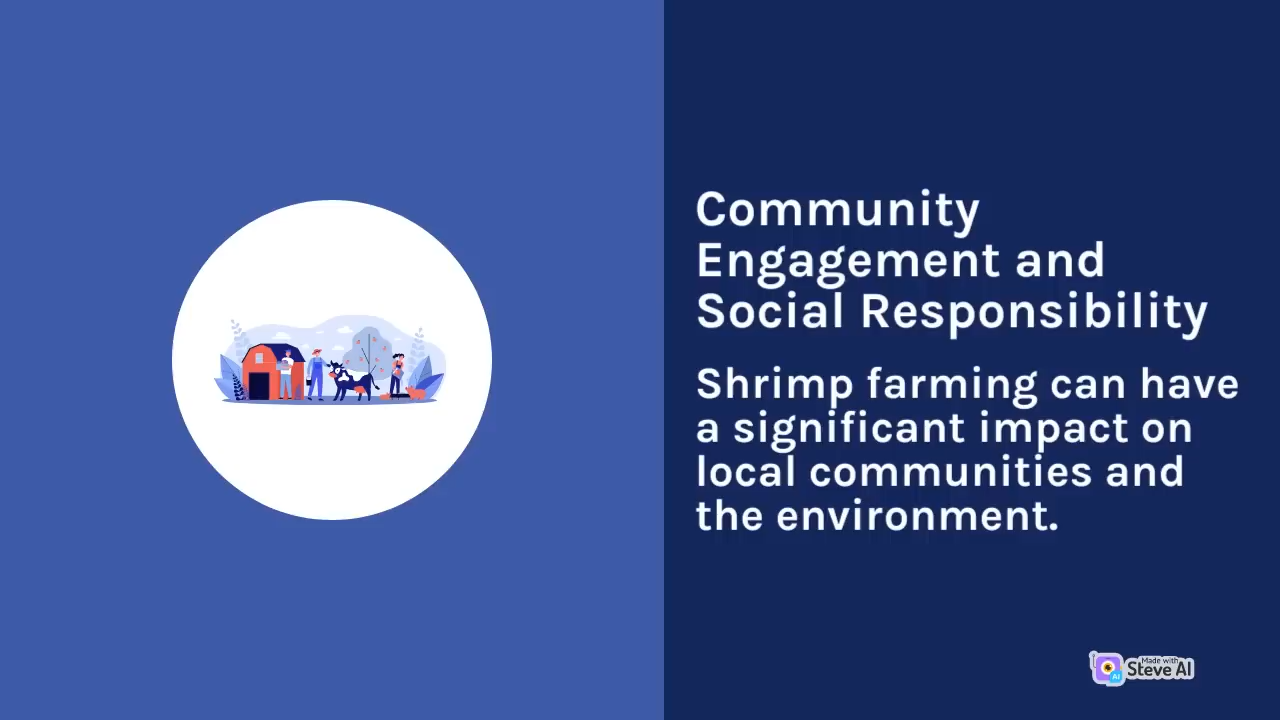 Community
Engagement and
Social Responsibility
Shrimp farming can have
a significant impact on
local communities and
the environment.
Made with
Steve AI
AI